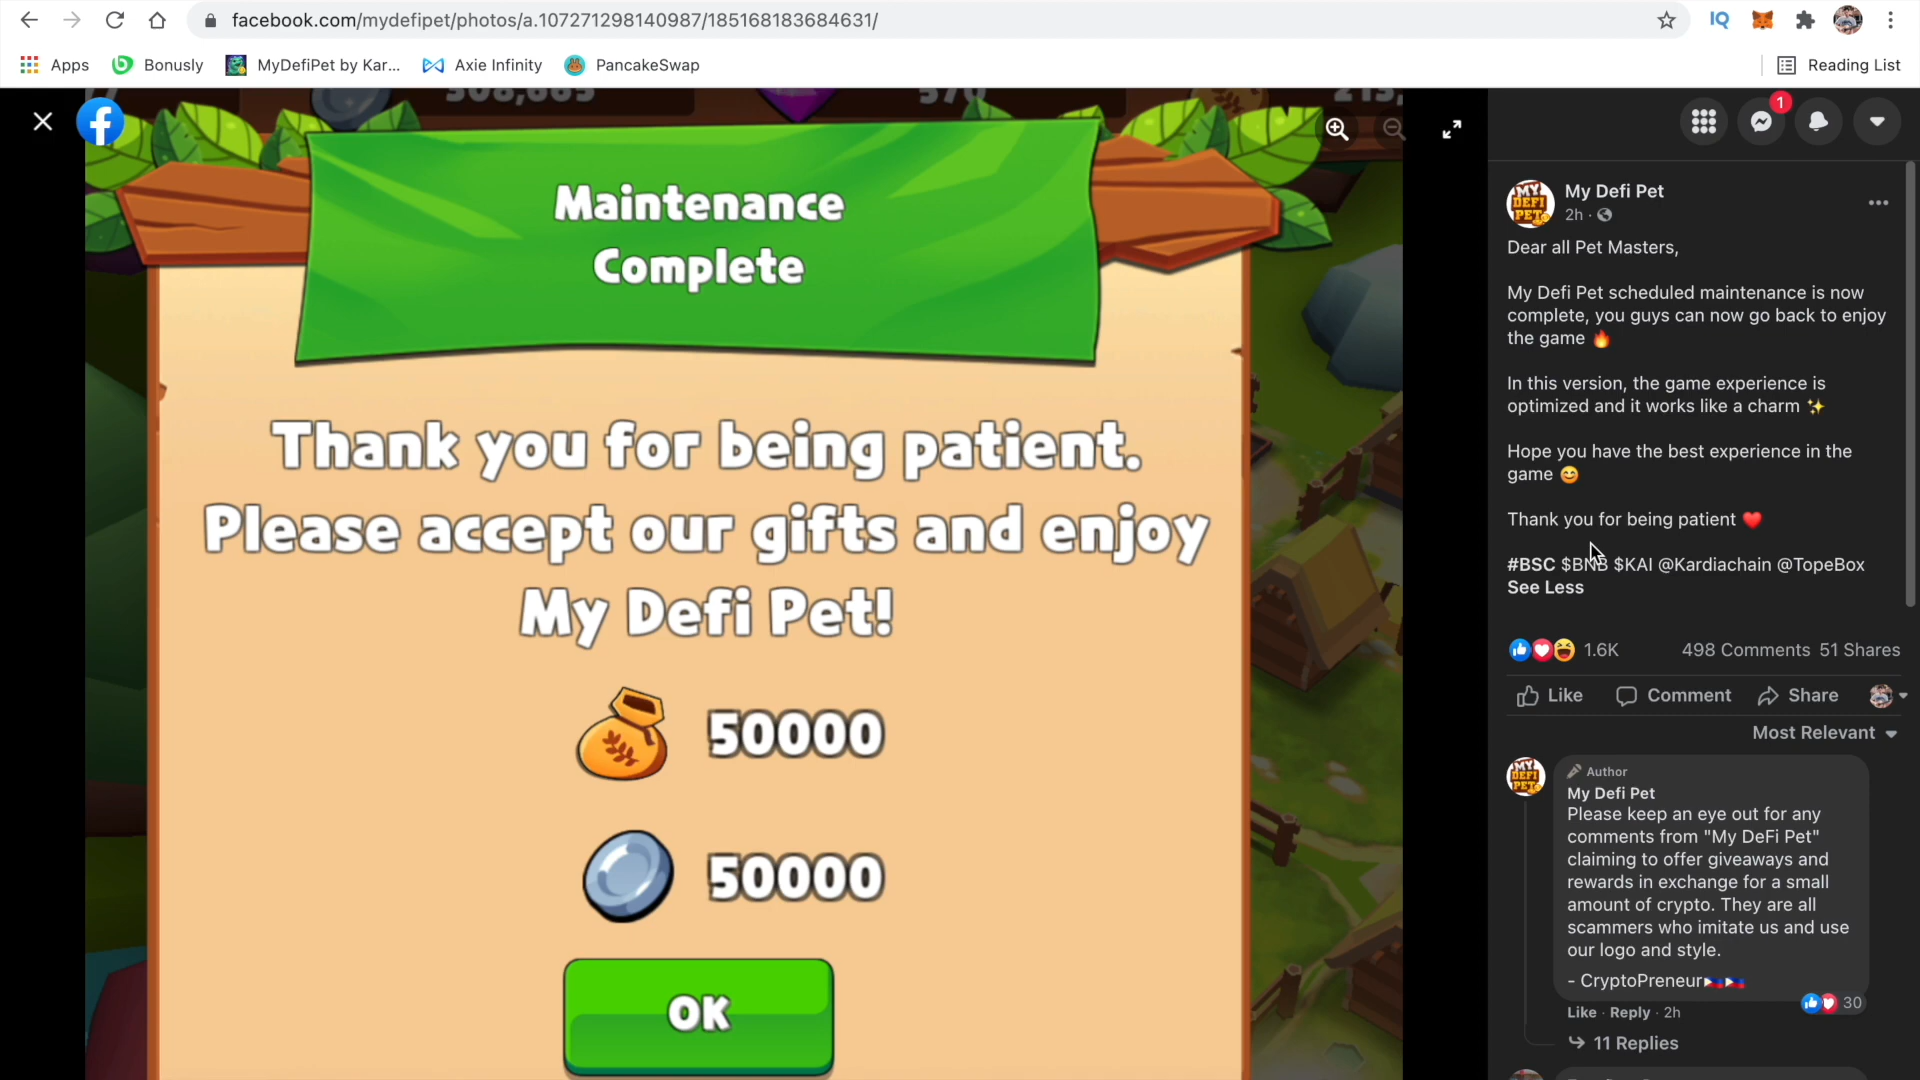 facebook.com/mydefipet/photos/a.107271298140987/185168183684631/
IQ
Apps
Bonusly
MyDefiPet by Kar...
Axie Infinity
PancakeSwap
Reading List
Maintenance
Complete
Thank you for being patient.
Please accept our gifts and enjoy
My Defi Pet!
50000
50000
OK
1
MY DEFI PET
My Defi Pet
2h ·
Dear all Pet Masters,
My Defi Pet scheduled maintenance is now
complete, you guys can now go back to enjoy
the game 🔥
In this version, the game experience is
optimized and it works like a charm ✨
Hope you have the best experience in the
game 😊
Thank you for being patient ❤️
#BSC $BNB $KAI @Kardiachain @TopeBox
See Less
1.6K
498 Comments 51 Shares
Like
Comment
Share
Most Relevant
MY DEFI PET
Author
My Defi Pet
Please keep an eye out for any
comments from "My DeFi Pet"
claiming to offer giveaways and
rewards in exchange for a small
amount of crypto. They are all
scammers who imitate us and use
our logo and style.
- CryptoPreneur🇵🇭🇵🇭
30
Like · Reply · 2h
11 Replies